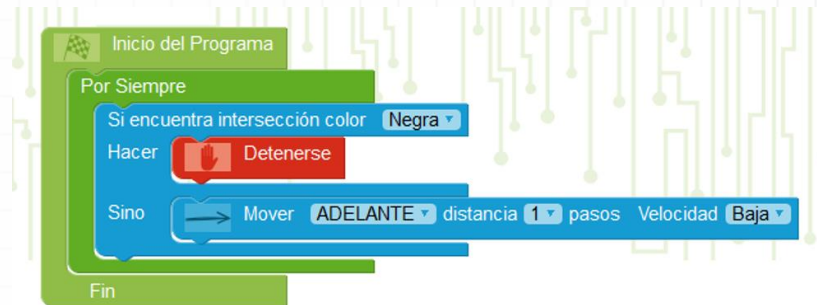 Inicio del Programa
Por Siempre
Si encuentra intersección color Negra
Hacer Detenerse
Sino Mover ADELANTE distancia 1 pasos Velocidad Baja
Fin